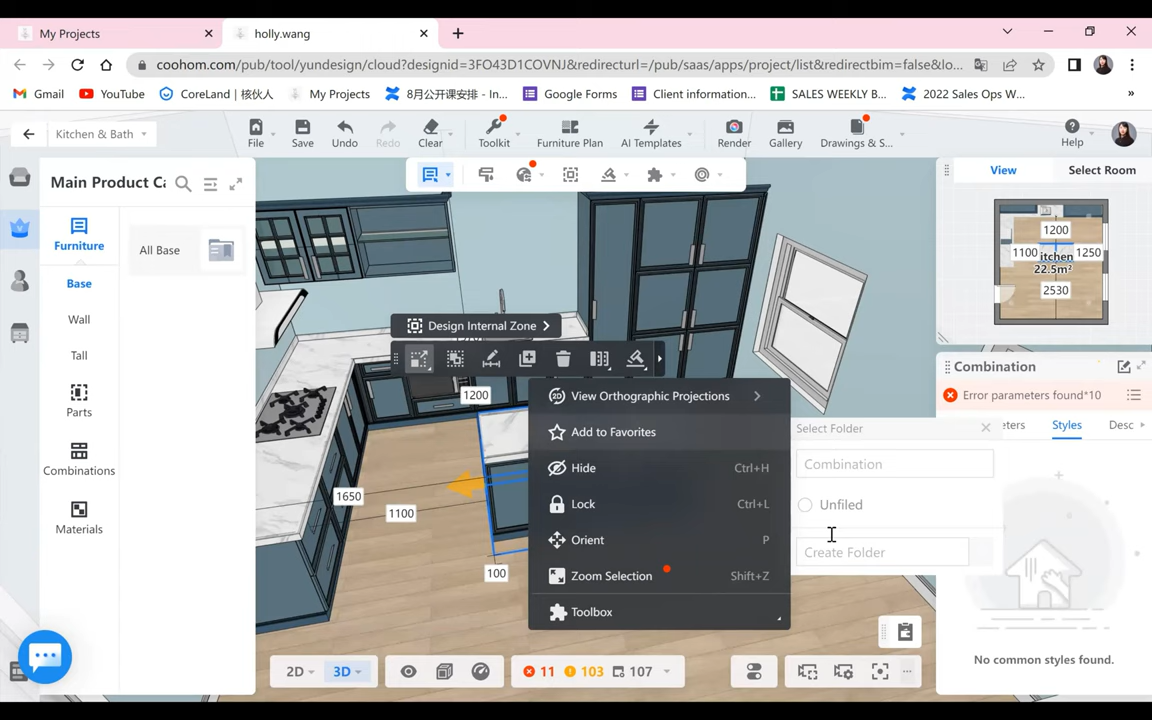 My Projects
holly.wang
coohom.com/pub/tool/yundesign/cloud?designid=3FO43D1COVNJ&redirecturl=/pub/saas/apps/project/list&redirectbim=false&lo...
Gmail
YouTube
CoreLand | 核伙人
My Projects
8月公开课安排 - In...
Google Forms
Client information...
SALES WEEKLY B...
2022 Sales Ops W...
»
Kitchen & Bath
File
Save
Undo
Redo
Clear
Toolkit
Furniture Plan
AI Templates
Render
Gallery
Drawings & S...
Help
Main Product Ca
Furniture
Base
Wall
Tall
Parts
Combinations
Materials
All Base
View
Select Room
1200
1100
1250
itchen
22.5m²
2530
Design Internal Zone
1200
1650
1100
100
View Orthographic Projections
Add to Favorites
Hide Ctrl+H
Lock Ctrl+L
Orient P
Zoom Selection Shift+Z
Toolbox
Select Folder
Combination
Unfiled
Create Folder
Combination
Error parameters found*10
eters
Styles
Desc
No common styles found.
2D
3D
11
103
107